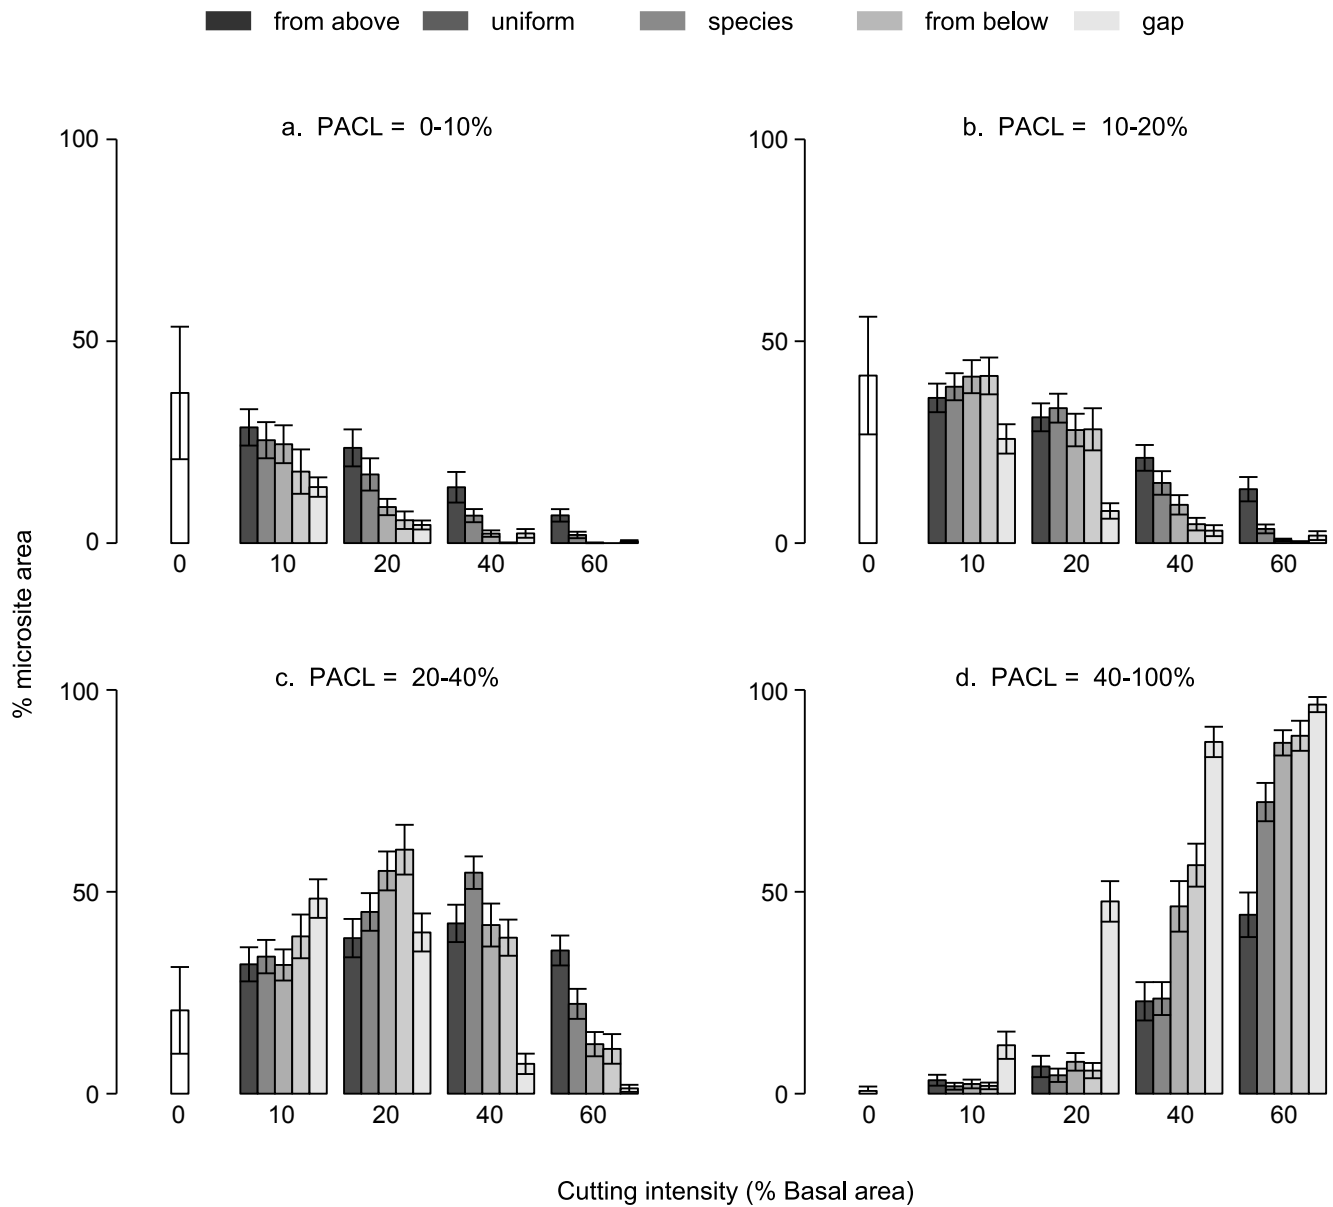 from above uniform species from below gap
a. PACL = 0-10%
100
50
0
0 10 20 40 60
b. PACL = 10-20%
100
50
0
0 10 20 40 60
% microsite area
c. PACL = 20-40%
100
50
0
0 10 20 40 60
d. PACL = 40-100%
100
50
0
0 10 20 40 60
Cutting intensity (% Basal area)